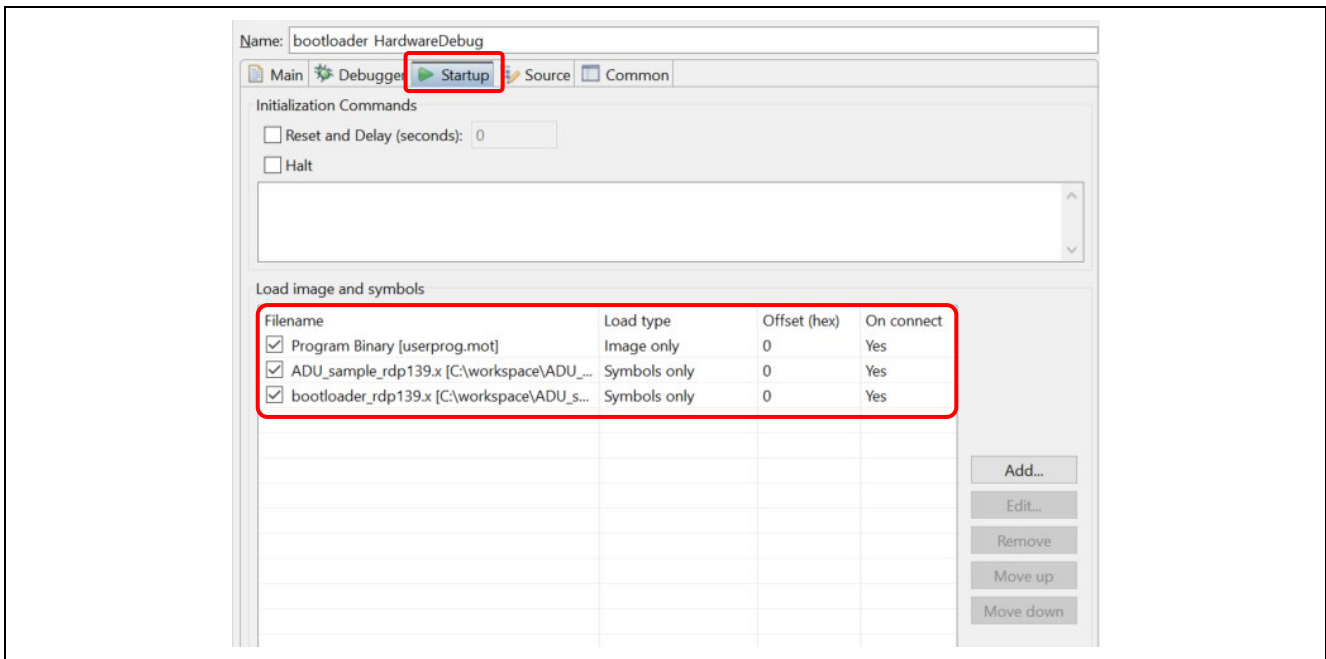 Name: bootloader HardwareDebug
Main Debugger Startup Source Common
Initialization Commands
Reset and Delay (seconds): 0
Halt
Load image and symbols
Filename Load type Offset (hex) On connect
Program Binary [userprog.mot] Image only 0 Yes
ADU_sample_rdp139.x [C:\workspace\ADU_... Symbols only 0 Yes
bootloader_rdp139.x [C:\workspace\ADU_s... Symbols only 0 Yes
Add...
Edit...
Remove
Move up
Move down